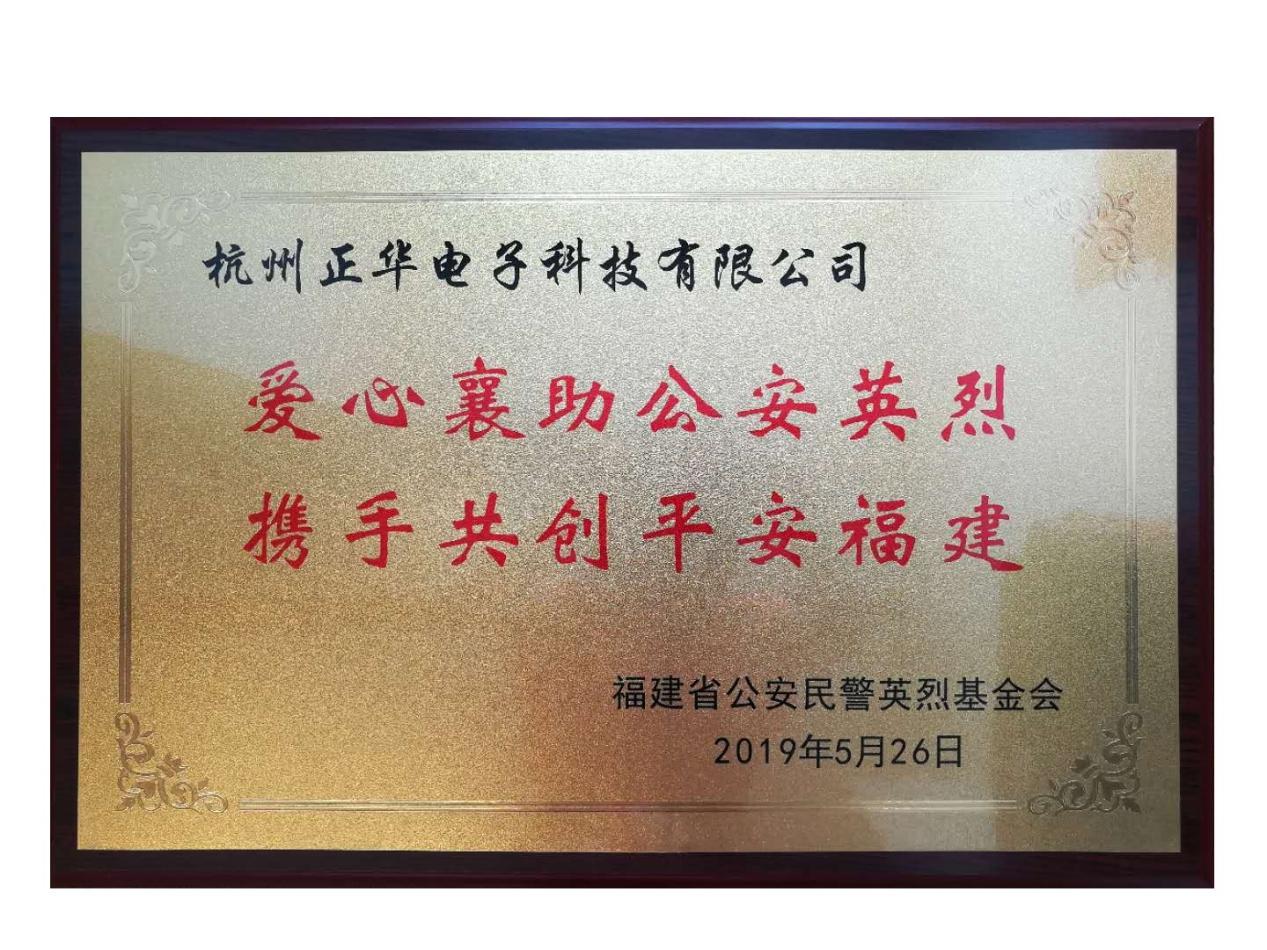 杭州正华电子科技有限公司
爱心襄助公安英烈
携手共创平安福建
福建省公安民警英烈基金会
2019年5月26日